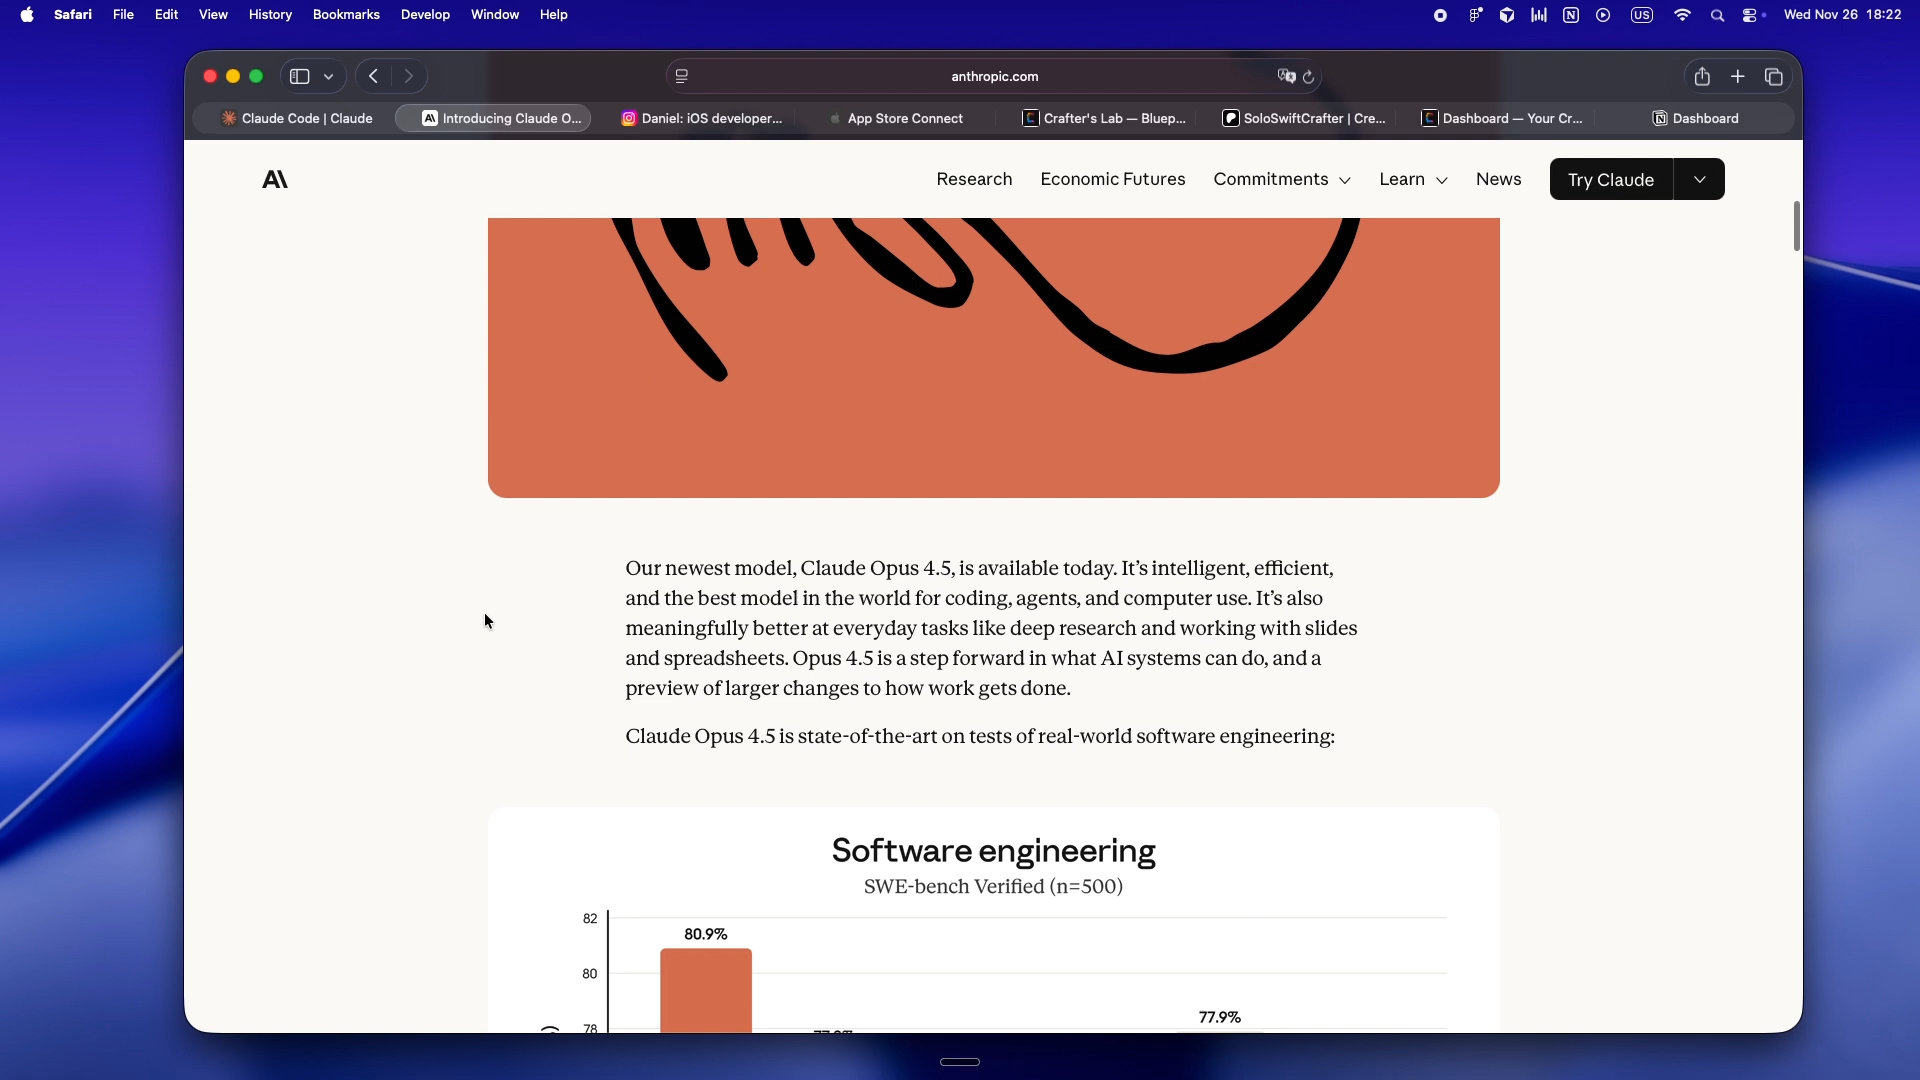 Safari File Edit View History Bookmarks Develop Window Help US Wed Nov 26 18:22
anthropic.com
Claude Code | Claude
Introducing Claude O...
Daniel: iOS developer...
App Store Connect
Crafter's Lab — Bluep...
SoloSwiftCrafter | Cre...
Dashboard — Your Cr...
Dashboard
Research Economic Futures Commitments Learn News Try Claude
Our newest model, Claude Opus 4.5, is available today. It’s intelligent, efficient,
and the best model in the world for coding, agents, and computer use. It’s also
meaningfully better at everyday tasks like deep research and working with slides
and spreadsheets. Opus 4.5 is a step forward in what AI systems can do, and a
preview of larger changes to how work gets done.
Claude Opus 4.5 is state-of-the-art on tests of real-world software engineering:
Software engineering
SWE-bench Verified (n=500)
82
80.9%
80
77.9%
78